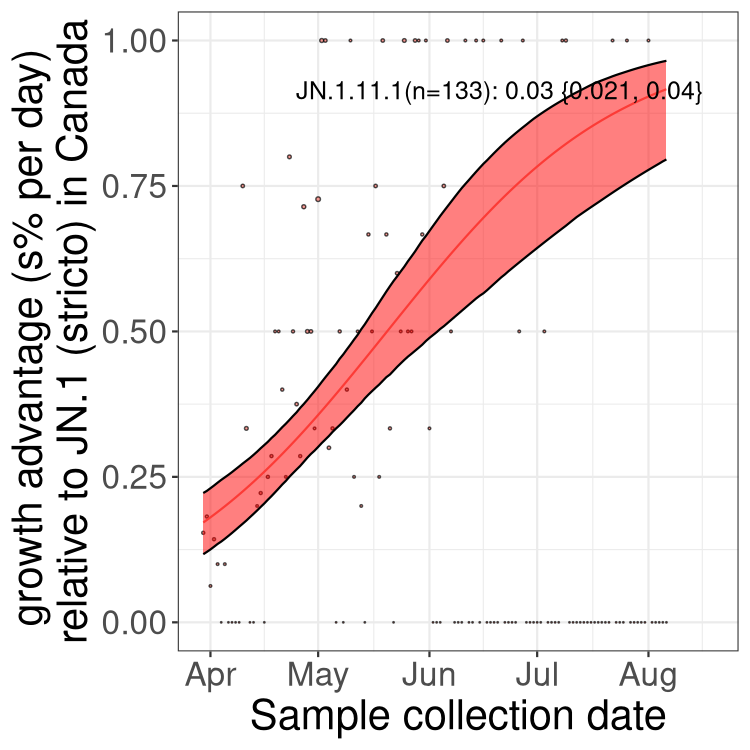 growth advantage (s% per day)
relative to JN.1 (stricto) in Canada
1.00
0.75
0.50
0.25
0.00
JN.1.11.1(n=133): 0.03 {0.021, 0.04}
Apr May Jun Jul Aug
Sample collection date